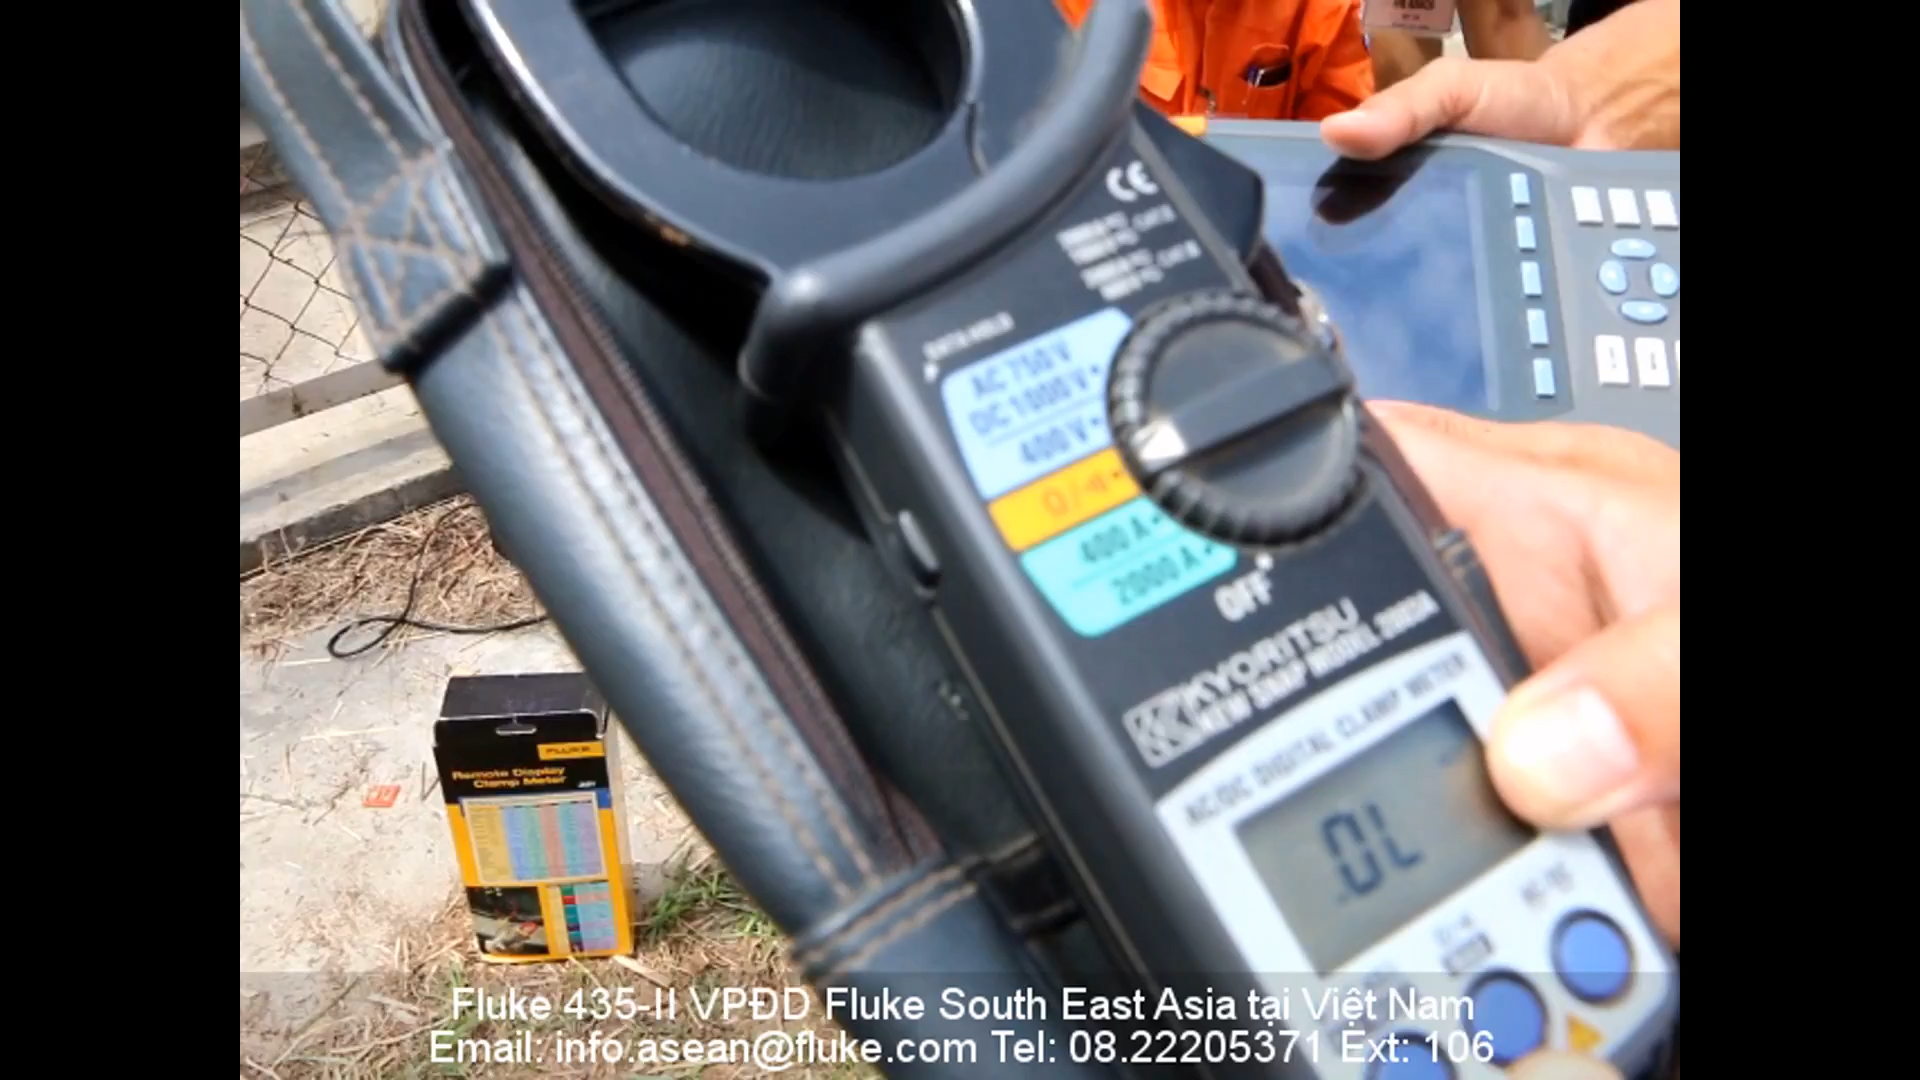 CE
DATA HOLD
AC 750 V
DC 1000 V
400 V
Ω
400 A
2000 A
OFF
KYORITSU
NEW SNAP MODEL 2003A
AC/DC DIGITAL CLAMP METER
OL
FLUKE
Remote Display
Clamp Meter
Fluke 435-II VPĐD Fluke South East Asia tại Việt Nam
Email: info.asean@fluke.com Tel: 08.22205371 Ext: 106